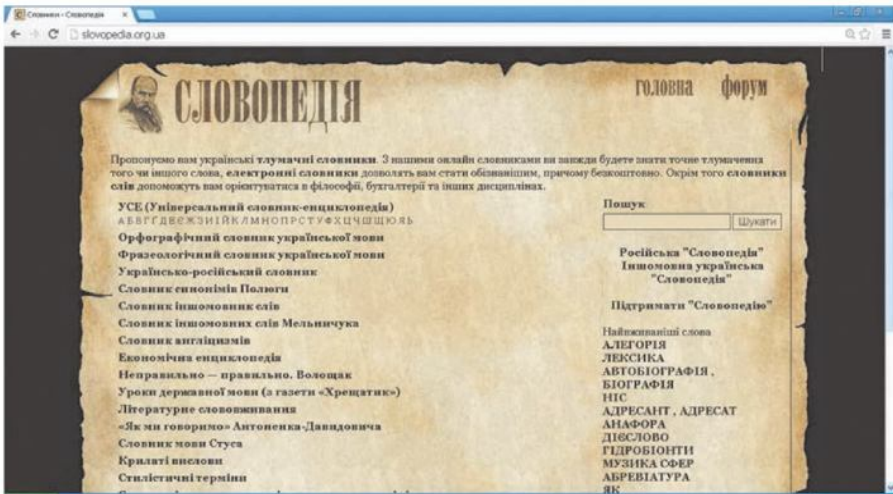 Словники - Словопедія
slovopedia.org.ua
СЛОВОПЕДІЯ
головна форум
Пропонуємо вам українські тлумачні словники. З нашими онлайн словниками ви завжди будете знати точне тлумачення
того чи іншого слова, електронні словники дозволять вам стати обізнанішим, причому безкоштовно. Окрім того словники
слів допоможуть вам орієнтуватися в філософії, бухгалтерії та інших дисциплінах.
УСЕ (Універсальний словник-енциклопедія)
А Б В Г Ґ Д Е Є Ж З И І Й К Л М Н О П Р С Т У Ф Х Ц Ч Ш Щ Ю Я Ь
Орфографічний словник української мови
Фразеологічний словник української мови
Українсько-російський словник
Словник синонімів Полюги
Словник іншомовник слів
Словник іншомовних слів Мельничука
Словник англіцизмів
Економічна енциклопедія
Неправильно — правильно. Волощак
Уроки державної мови (з газети «Хрещатик»)
Літературне слововживання
«Як ми говоримо» Антоненка-Давидовича
Словник мови Стуса
Крилаті вислови
Стилістичні терміни
Пошук
Шукати
Російська "Словопедія"
Іншомовна українська
"Словопедія"
Підтримати "Словопедію"
Найвживаніші слова
АЛЕГОРІЯ
ЛЕКСИКА
АВТОБІОГРАФІЯ ,
БІОГРАФІЯ
НІС
АДРЕСАНТ , АДРЕСАТ
АНАФОРА
ДІЄСЛОВО
ГІДРОБІОНТИ
МУЗИКА СФЕР
АБРЕВІАТУРА
ЯК